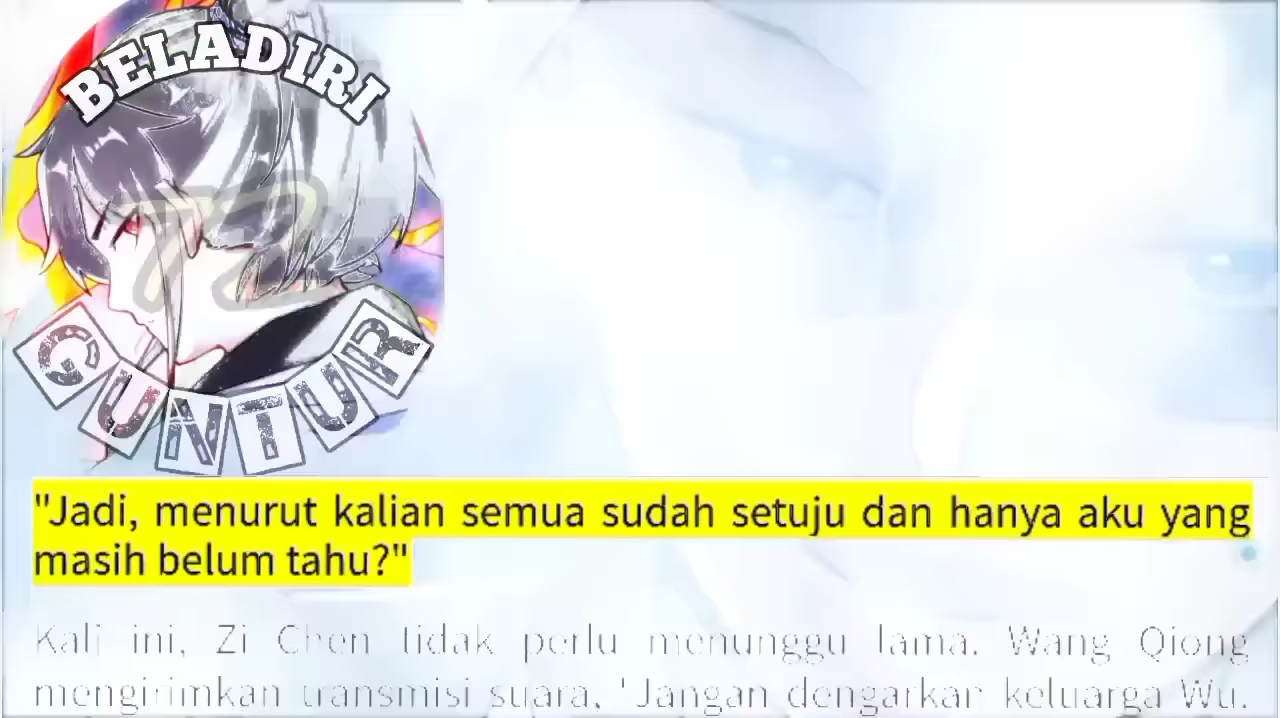 BELADIRI
GUNTUR
"Jadi, menurut kalian semua sudah setuju dan hanya aku yang
masih belum tahu?"
Kali ini, Zi Chen tidak perlu menunggu lama. Wang Qiong
mengirimkan transmisi suara, "Jangan dengarkan keluarga Wu.